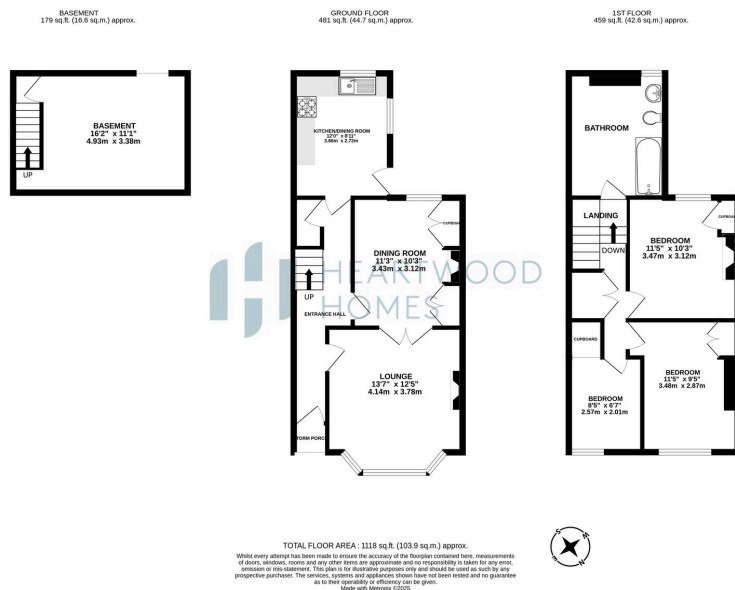 BASEMENT
179 sq.ft. (16.6 sq.m.) approx.
GROUND FLOOR
481 sq.ft. (44.7 sq.m.) approx.
1ST FLOOR
459 sq.ft. (42.6 sq.m.) approx.
BASEMENT
16'2" x 11'1"
4.93m x 3.38m
UP
KITCHEN/DINING ROOM
12'0" x 8'11"
3.66m x 2.72m
CUPBOAR
DINING ROOM
11'3" x 10'3"
3.43m x 3.12m
UP
ENTRANCE HALL
LOUNGE
13'7" x 12'5"
4.14m x 3.78m
TORM PORC
BATHROOM
LANDING
DOWN
CUPBOAR
BEDROOM
11'5" x 10'3"
3.47m x 3.12m
CUPBOARD
BEDROOM
11'5" x 9'5"
3.48m x 2.87m
BEDROOM
8'5" x 6'7"
2.57m x 2.01m
HEARTWOOD
HOMES
TOTAL FLOOR AREA : 1118 sq.ft. (103.9 sq.m.) approx.
Whilst every attempt has been made to ensure the accuracy of the floorplan contained here, measurements
of doors, windows, rooms and any other items are approximate and no responsibility is taken for any error,
omission or mis-statement. This plan is for illustrative purposes only and should be used as such by any
prospective purchaser. The services, systems and appliances shown have not been tested and no guarantee
as to their operability or efficiency can be given.
Made with Metropix ©2025
S
W
E
N